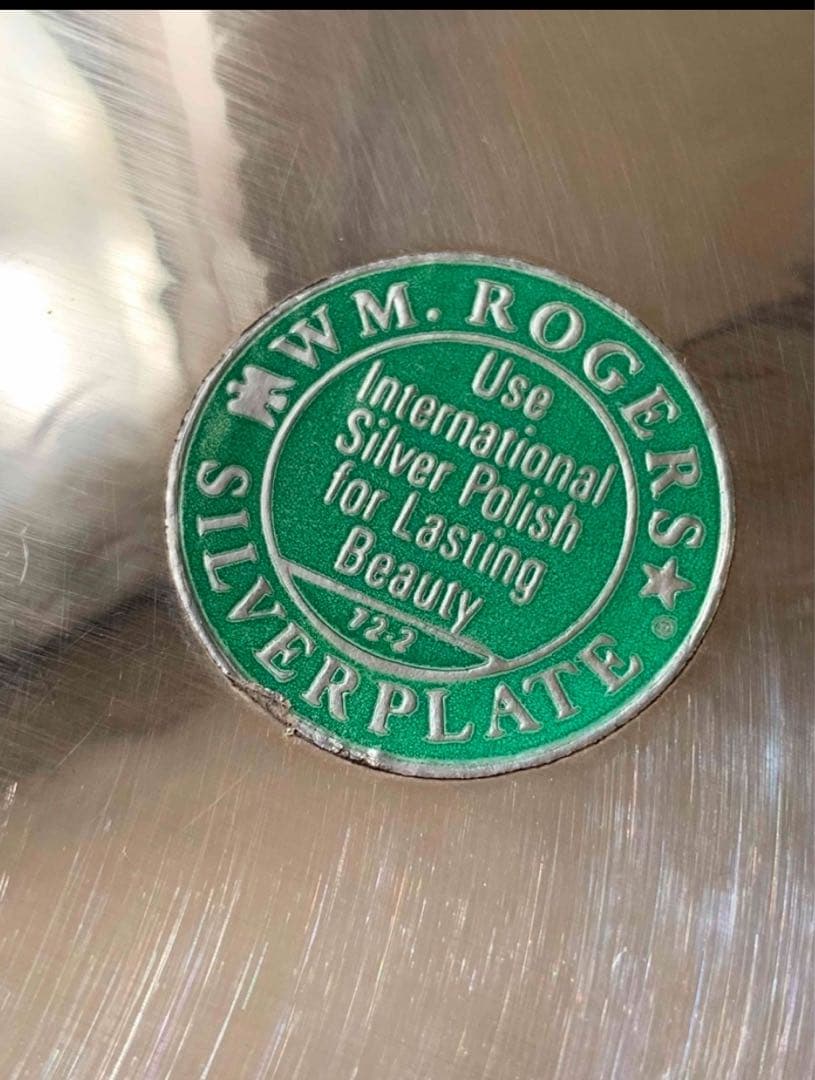 WM. ROGERS
Use
International
Silver Polish
for Lasting
Beauty
72-2
SILVERPLATE
®